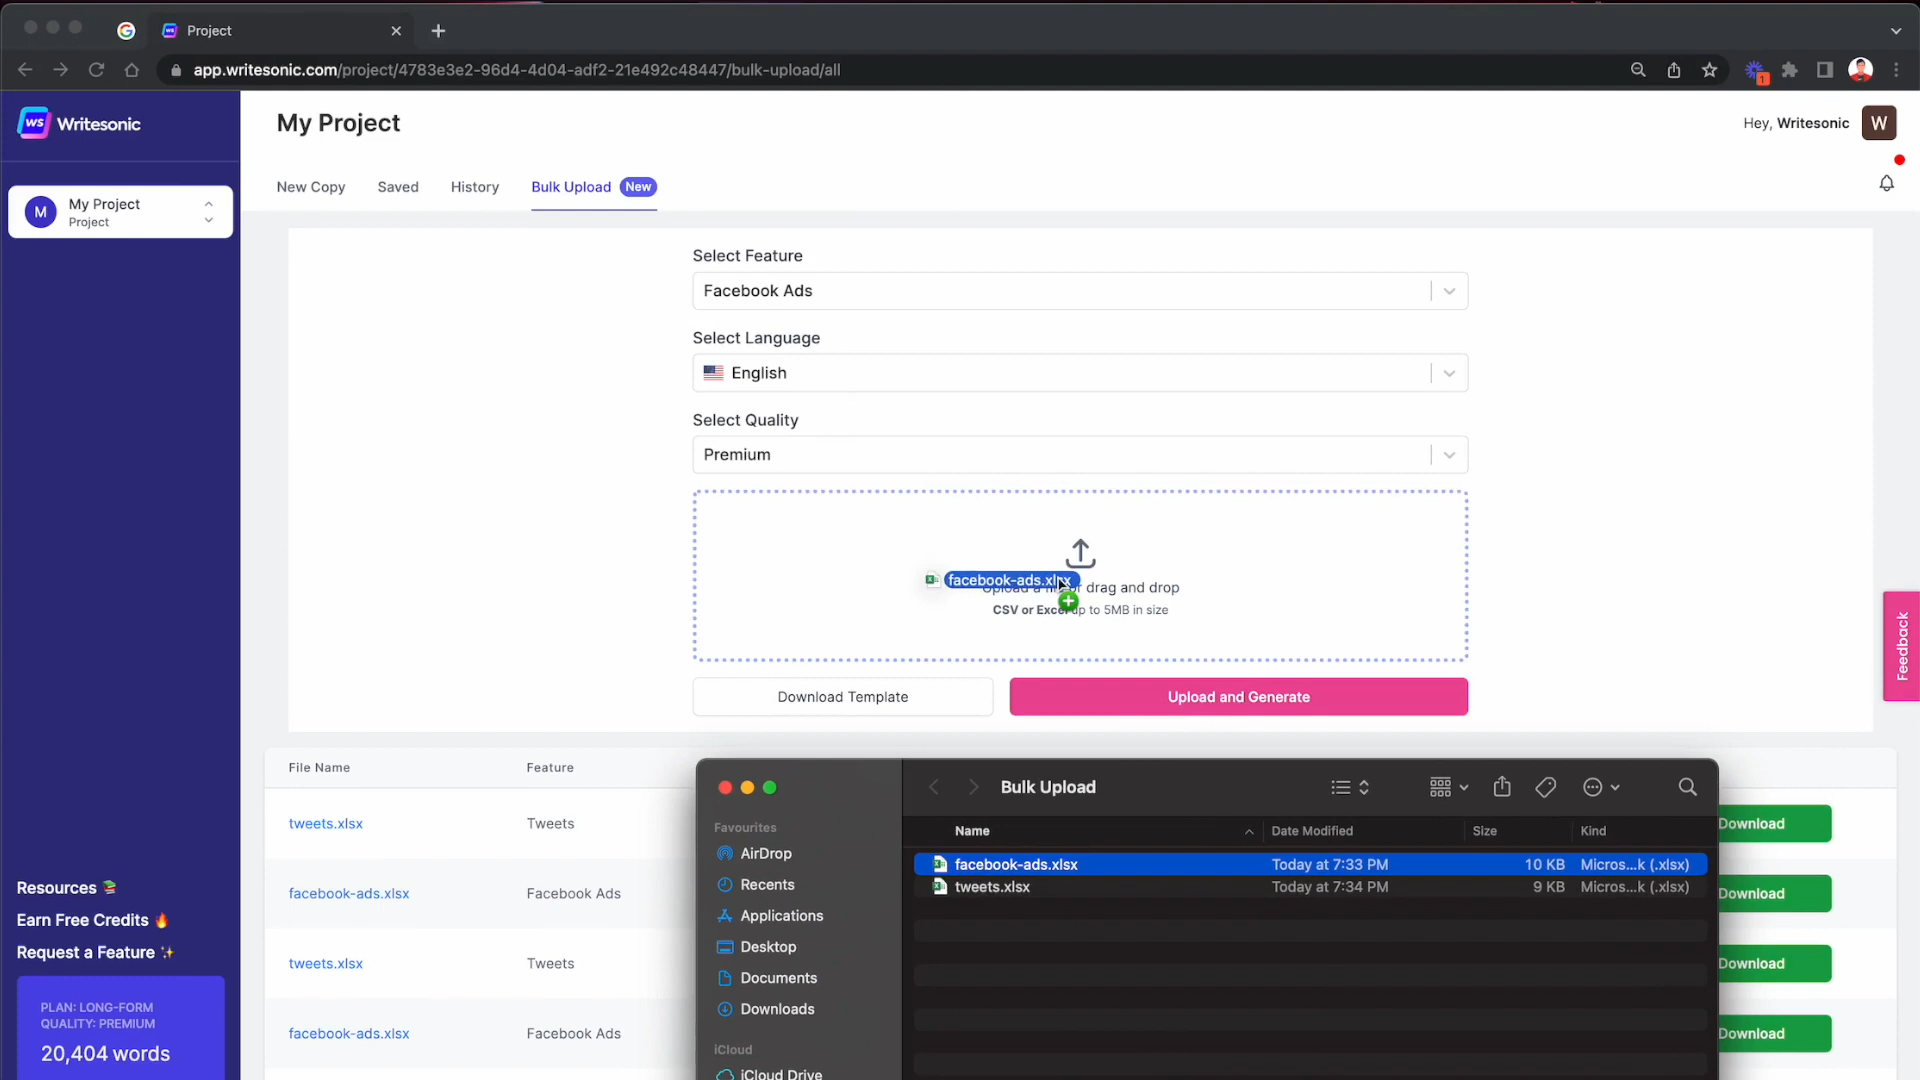 Project
app.writesonic.com/project/4783e3e2-96d4-4d04-adf2-21e492c48447/bulk-upload/all
1
WS Writesonic
My Project
Hey, Writesonic W
M My Project
Project
New Copy Saved History Bulk Upload New
Select Feature
Facebook Ads
Select Language
English
Select Quality
Premium
facebook-ads.xlsx
Upload a file or drag and drop
CSV or Excel up to 5MB in size
Download Template Upload and Generate
Feedback
File Name Feature
tweets.xlsx Tweets Download
facebook-ads.xlsx Facebook Ads Download
tweets.xlsx Tweets Download
facebook-ads.xlsx Facebook Ads Download
Resources
Earn Free Credits
Request a Feature
PLAN: LONG-FORM
QUALITY: PREMIUM
20,404 words
Bulk Upload
Favourites
AirDrop
Recents
Applications
Desktop
Documents
Downloads
iCloud
iCloud Drive
Name Date Modified Size Kind
facebook-ads.xlsx Today at 7:33 PM 10 KB Micros...k (.xlsx)
tweets.xlsx Today at 7:34 PM 9 KB Micros...k (.xlsx)